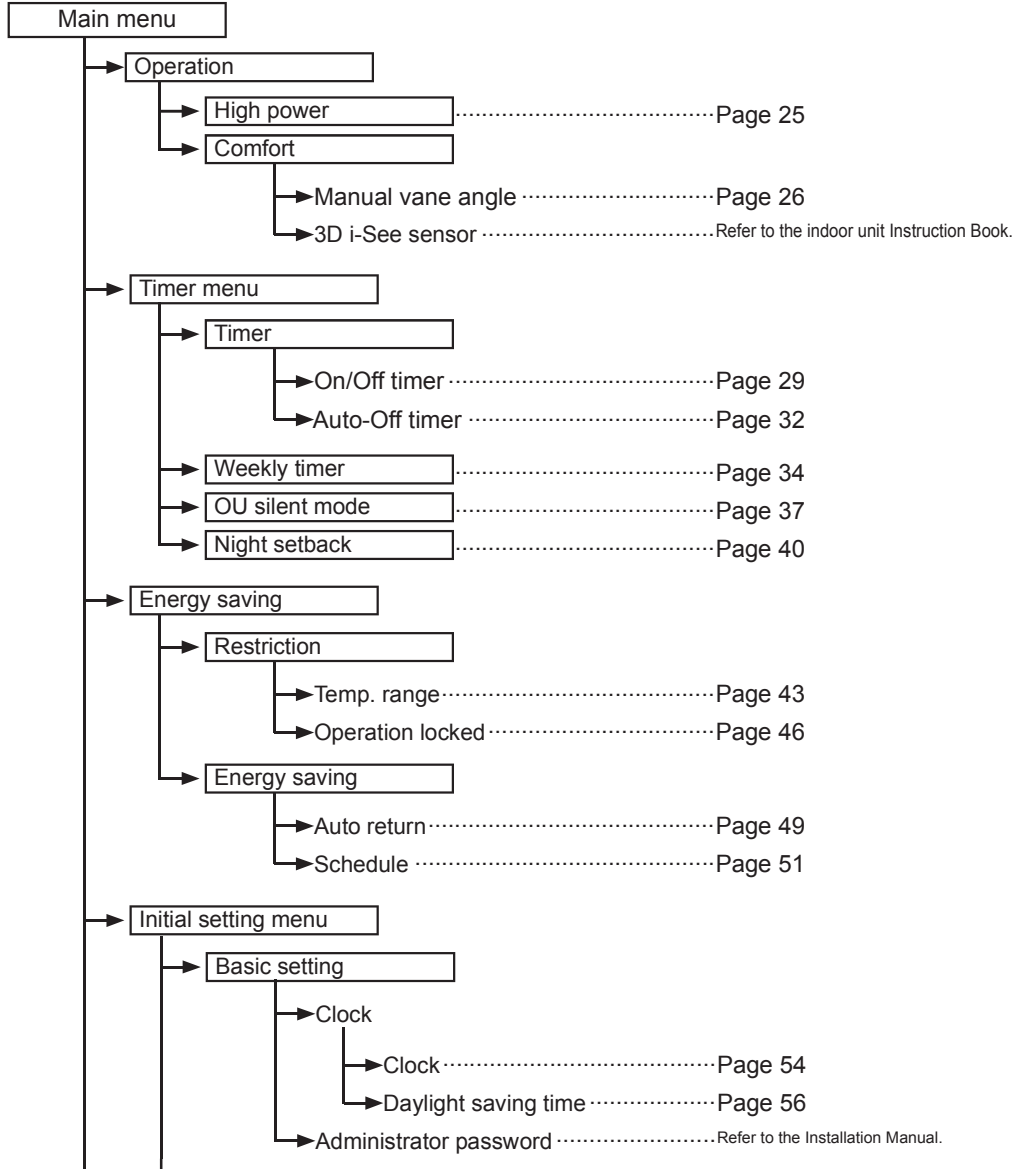 Main menu
Operation
High power Page 25
Comfort
Manual vane angle Page 26
3D i-See sensor Refer to the indoor unit Instruction Book.
Timer menu
Timer
On/Off timer Page 29
Auto-Off timer Page 32
Weekly timer Page 34
OU silent mode Page 37
Night setback Page 40
Energy saving
Restriction
Temp. range Page 43
Operation locked Page 46
Energy saving
Auto return Page 49
Schedule Page 51
Initial setting menu
Basic setting
Clock
Clock Page 54
Daylight saving time Page 56
Administrator password Refer to the Installation Manual.